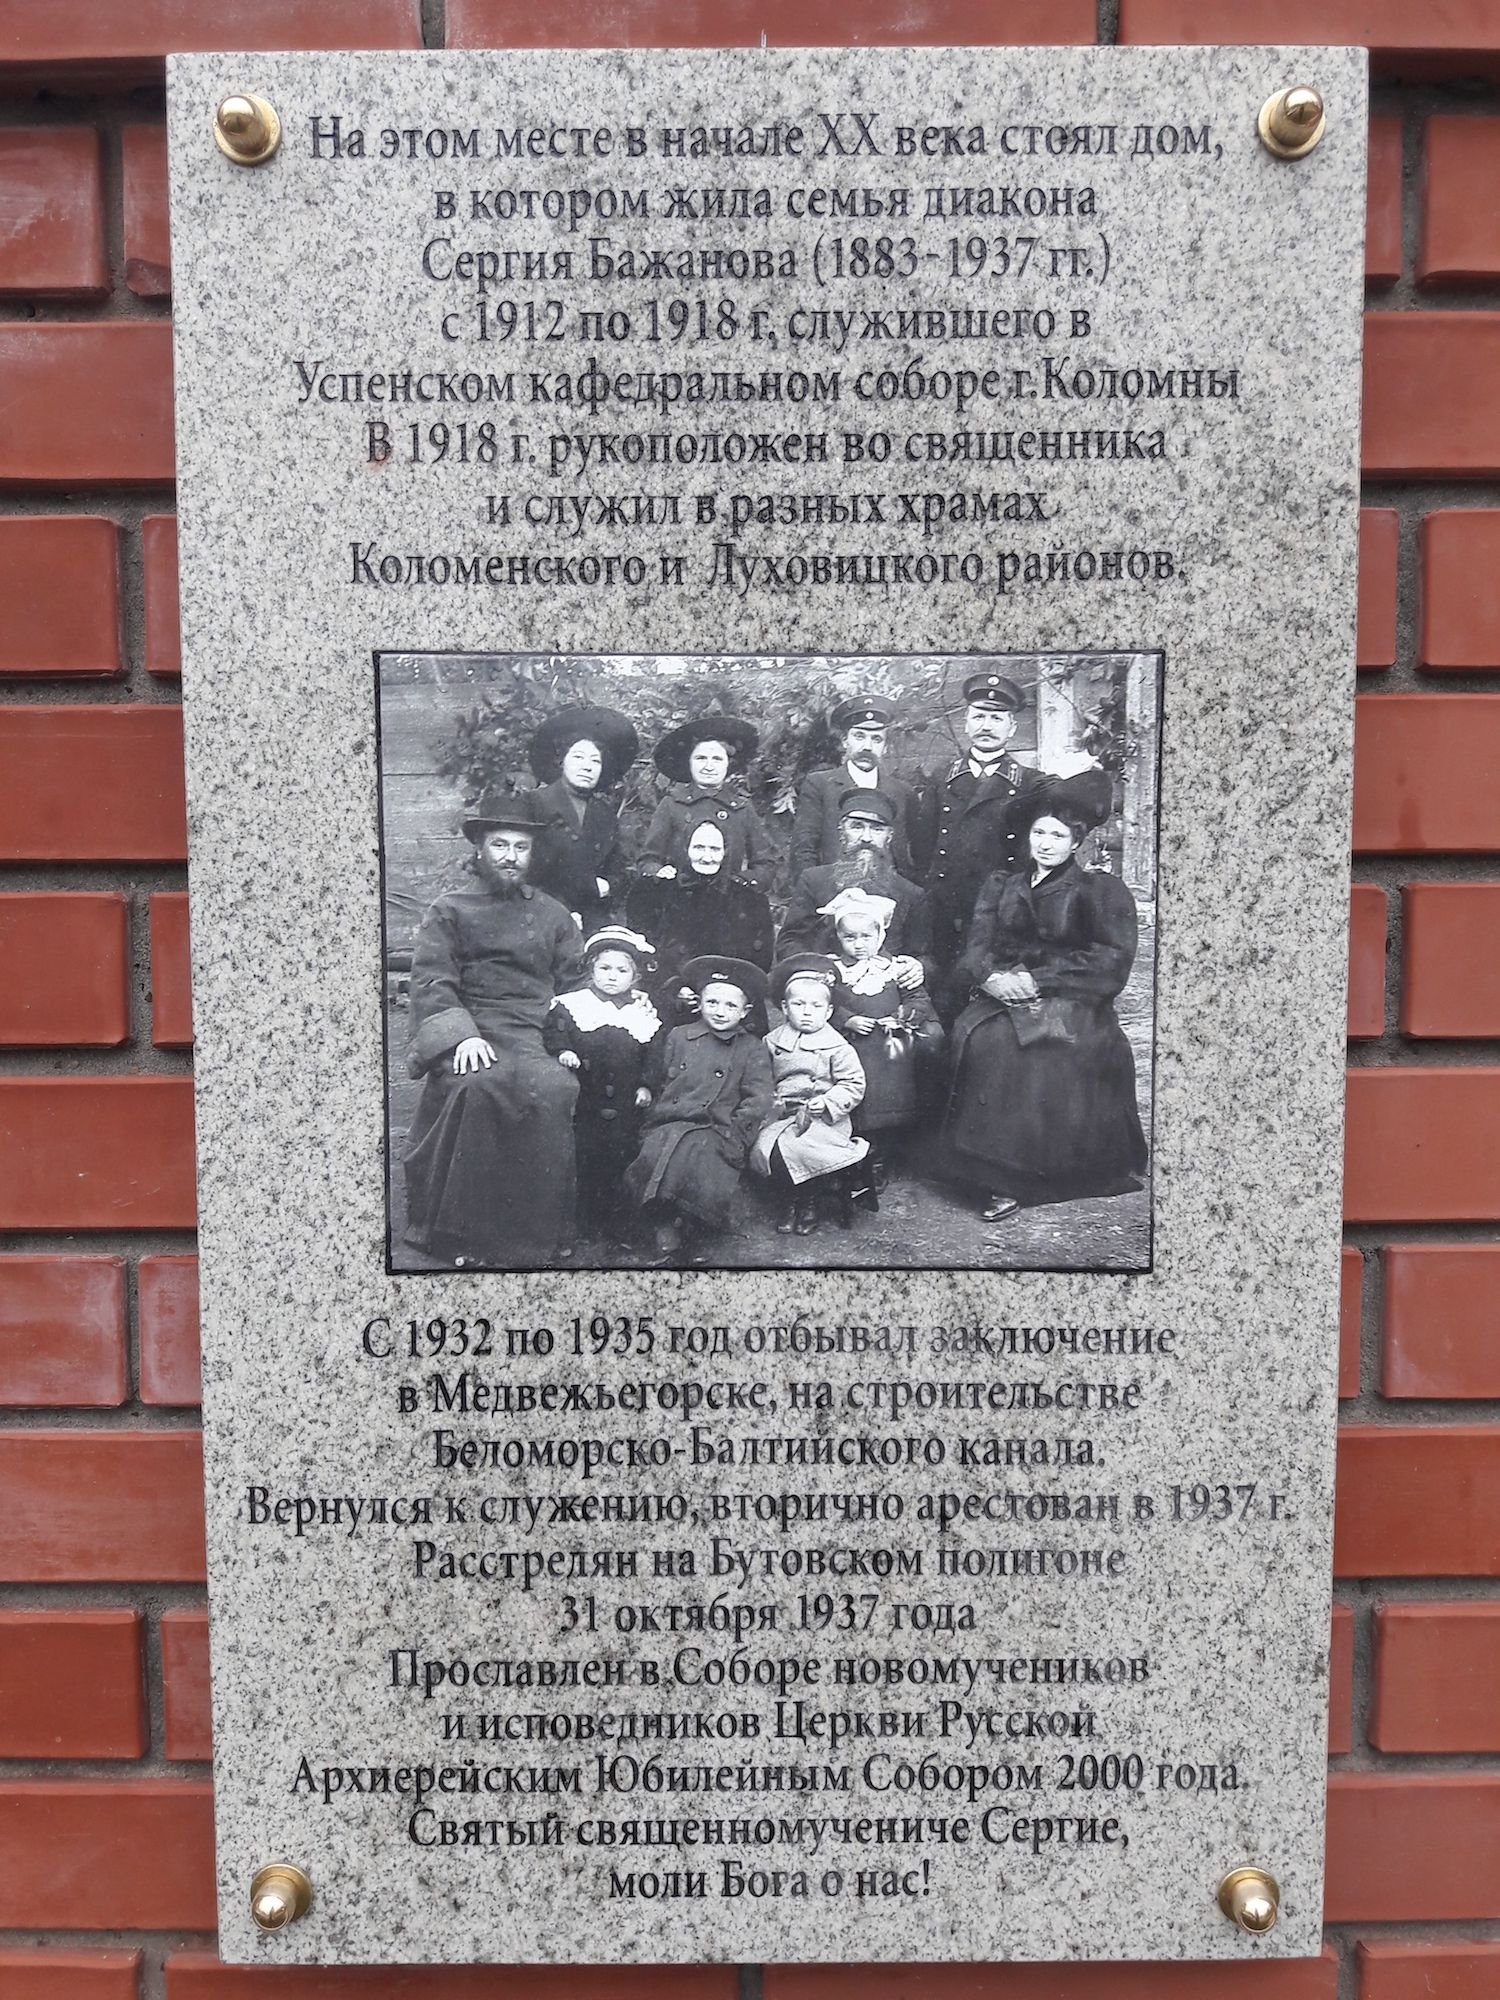 На этом месте в начале XX века стоял дом,
в котором жила семья диакона
Сергия Бажанова (1883-1937 гг.)
с 1912 по 1918 г, служившего в
Успенском кафедральном соборе г.Коломны
В 1918 г. рукоположен во священника
и служил в разных храмах
Коломенского и Луховицкого районов.
С 1932 по 1935 год отбывал заключение
в Медвежьегорске, на строительстве
Беломорско-Балтийского канала.
Вернулся к служению, вторично арестован в 1937 г.
Расстрелян на Бутовском полигоне
31 октября 1937 года
Прославлен в Соборе новомучеников
и исповедников Церкви Русской
Архиерейским Юбилейным Собором 2000 года.
Святый священномучениче Сергие,
моли Бога о нас!